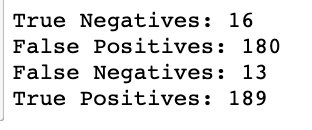 True Negatives: 16
False Positives: 180
False Negatives: 13
True Positives: 189